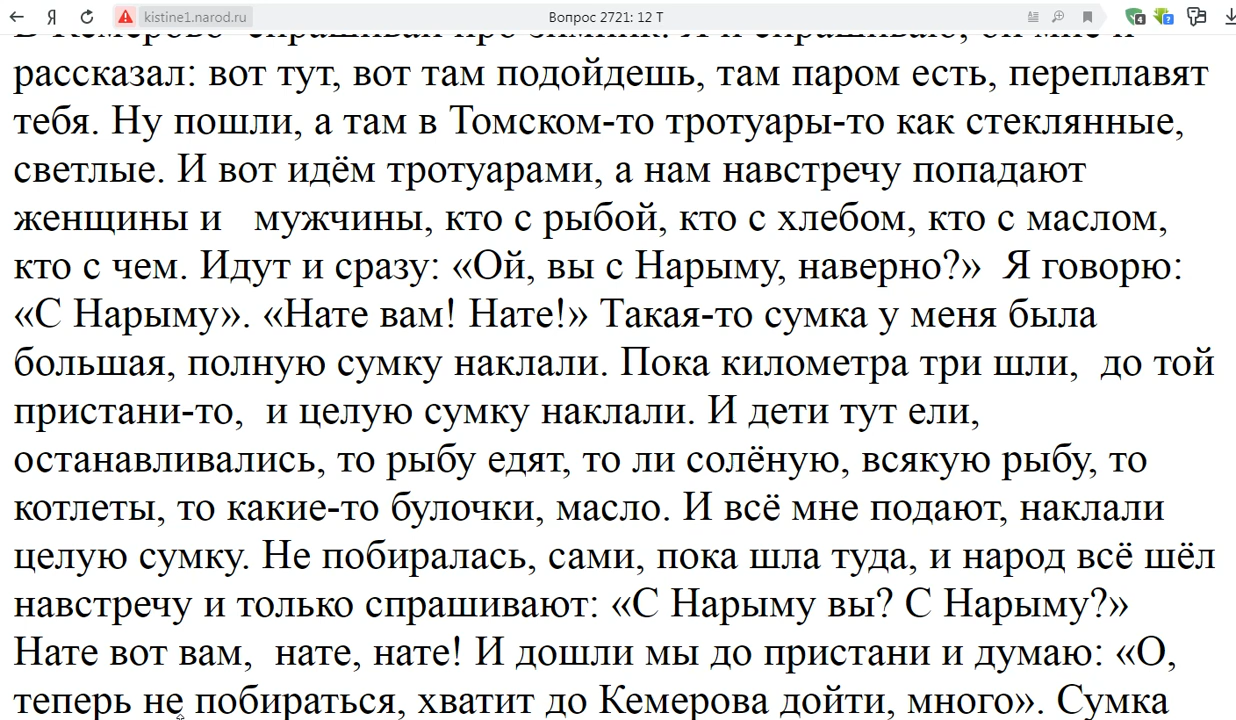 kistine1.narod.ru
Вопрос 2721: 12 Т
рассказал: вот тут, вот там подойдешь, там паром есть, переплавят
тебя. Ну пошли, а там в Томском-то тротуары-то как стеклянные,
светлые. И вот идём тротуарами, а нам навстречу попадают
женщины и   мужчины, кто с рыбой, кто с хлебом, кто с маслом,
кто с чем. Идут и сразу: «Ой, вы с Нарыму, наверно?»  Я говорю:
«С Нарыму». «Нате вам! Нате!» Такая-то сумка у меня была
большая, полную сумку наклали. Пока километра три шли,  до той
пристани-то,  и целую сумку наклали. И дети тут ели,
останавливались, то рыбу едят, то ли солёную, всякую рыбу, то
котлеты, то какие-то булочки, масло. И всё мне подают, наклали
целую сумку. Не побиралась, сами, пока шла туда, и народ всё шёл
навстречу и только спрашивают: «С Нарыму вы? С Нарыму?»
Нате вот вам,  нате, нате! И дошли мы до пристани и думаю: «О,
теперь не побираться, хватит до Кемерова дойти, много». Сумка